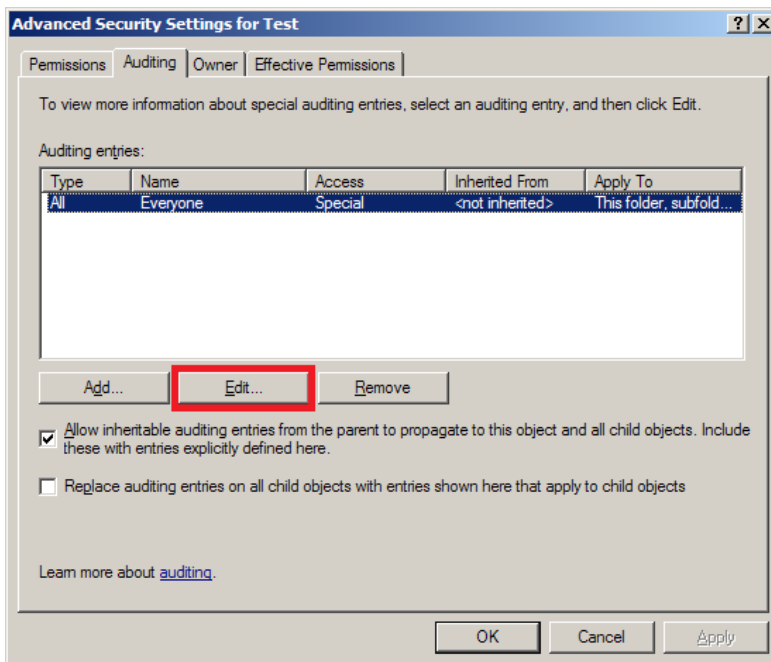 Advanced Security Settings for Test
Permissions Auditing Owner Effective Permissions
To view more information about special auditing entries, select an auditing entry, and then click Edit.
Auditing entries:
Type Name Access Inherited From Apply To
All Everyone Special <not inherited> This folder, subfold...
Add... Edit... Remove
Allow inheritable auditing entries from the parent to propagate to this object and all child objects. Include
these with entries explicitly defined here.
Replace auditing entries on all child objects with entries shown here that apply to child objects
Learn more about auditing.
OK Cancel Apply